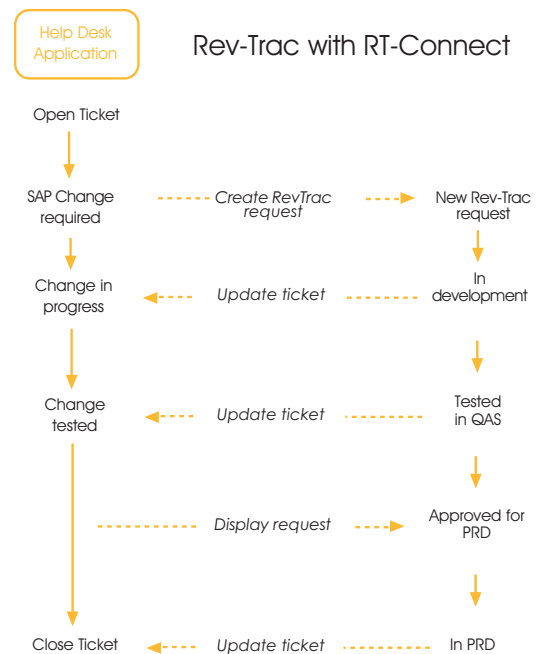 Help Desk
Application
Rev-Trac with RT-Connect
Open Ticket
SAP Change
required
Create RevTrac
request
New Rev-Trac
request
Change in
progress
Update ticket
In
development
Change
tested
Update ticket
Tested
in QAS
Display request
Approved for
PRD
Close Ticket
Update ticket
In PRD